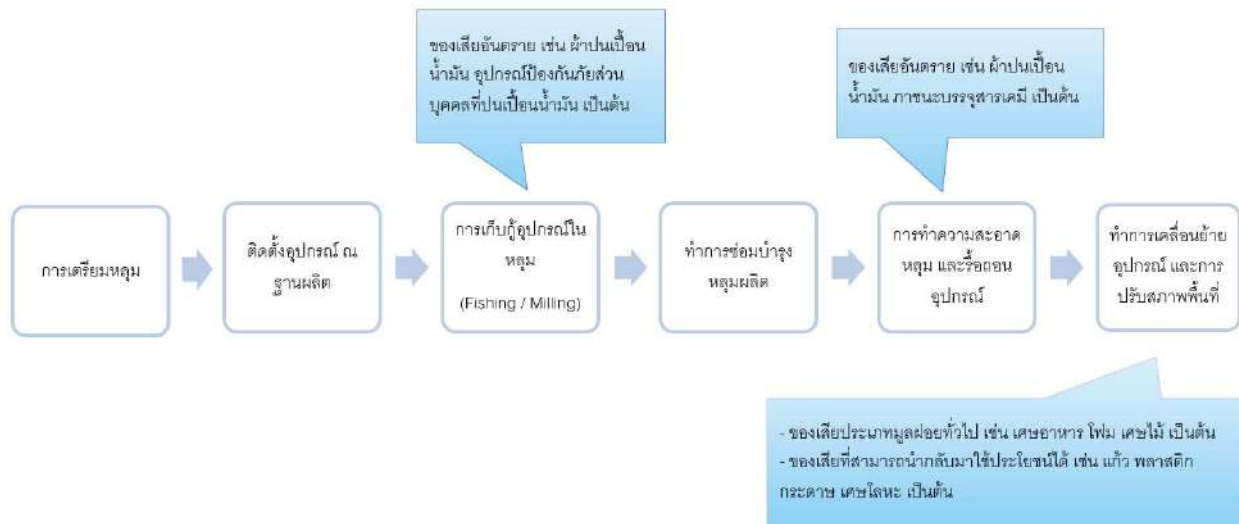 ของเสียอันตราย เช่น ผ้าปนเปื้อน
น้ำมัน อุปกรณ์ป้องกันภัยส่วน
บุคคลที่ปนเปื้อนน้ำมัน เป็นต้น
ของเสียอันตราย เช่น ผ้าปนเปื้อน
น้ำมัน ภาชนะบรรจุสารเคมี เป็นต้น
การเตรียมหลุม
ติดตั้งอุปกรณ์ ณ
ฐานผลิต
การเก็บกู้อุปกรณ์ใน
หลุม
(Fishing / Milling)
ทำการซ่อมบำรุง
หลุมผลิต
การทำความสะอาด
หลุม และรื้อถอน
อุปกรณ์
ทำการเคลื่อนย้าย
อุปกรณ์ และการ
ปรับสภาพพื้นที่
- ของเสียประเภทมูลฝอยทั่วไป เช่น เศษอาหาร โฟม เศษไม้ เป็นต้น
- ของเสียที่สามารถนำกลับมาใช้ประโยชน์ได้ เช่น แก้ว พลาสติก
กระดาษ เศษโลหะ เป็นต้น